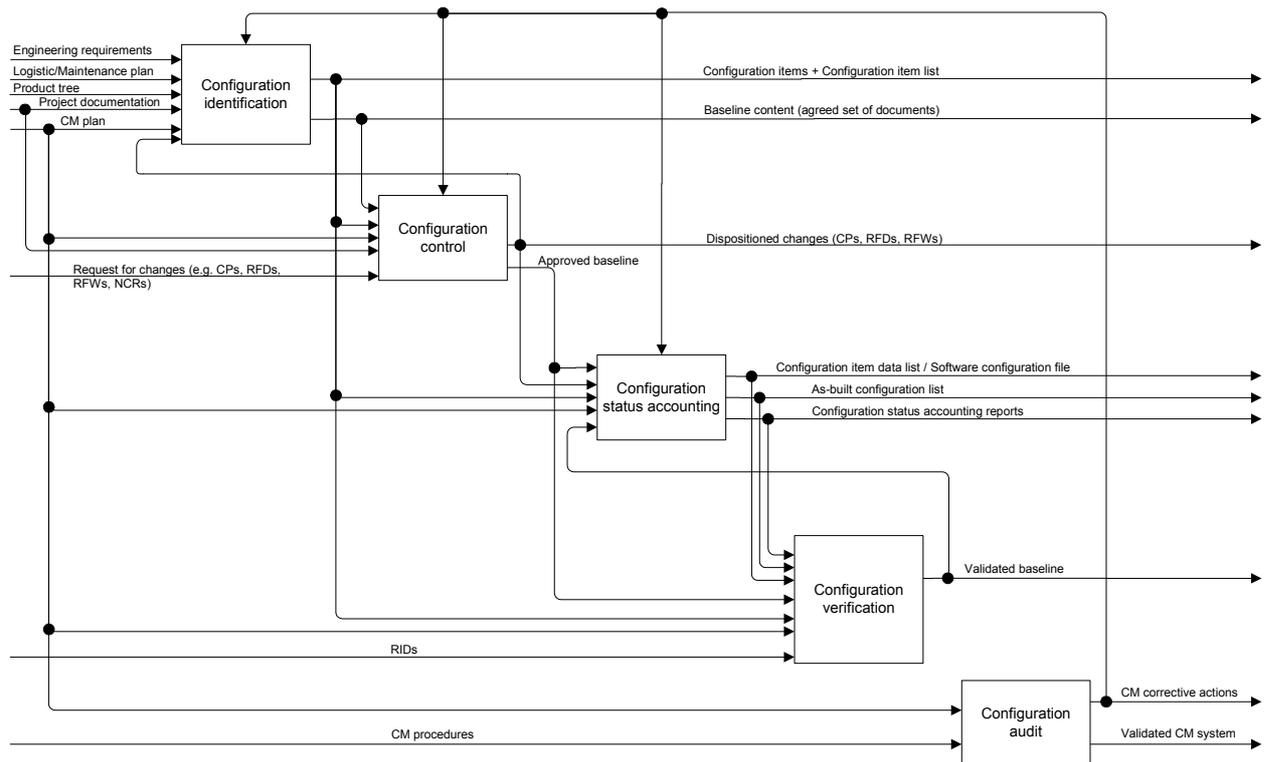 Engineering requirements
Logistic/Maintenance plan
Product tree
Project documentation
CM plan
Configuration
identification
Configuration items + Configuration item list
Baseline content (agreed set of documents)
Configuration
control
Request for changes (e.g. CPs, RFDs,
RFWs, NCRs)
Dispositioned changes (CPs, RFDs, RFWs)
Approved baseline
Configuration
status accounting
Configuration item data list / Software configuration file
As-built configuration list
Configuration status accounting reports
Configuration
verification
Validated baseline
RIDs
Configuration
audit
CM corrective actions
CM procedures
Validated CM system